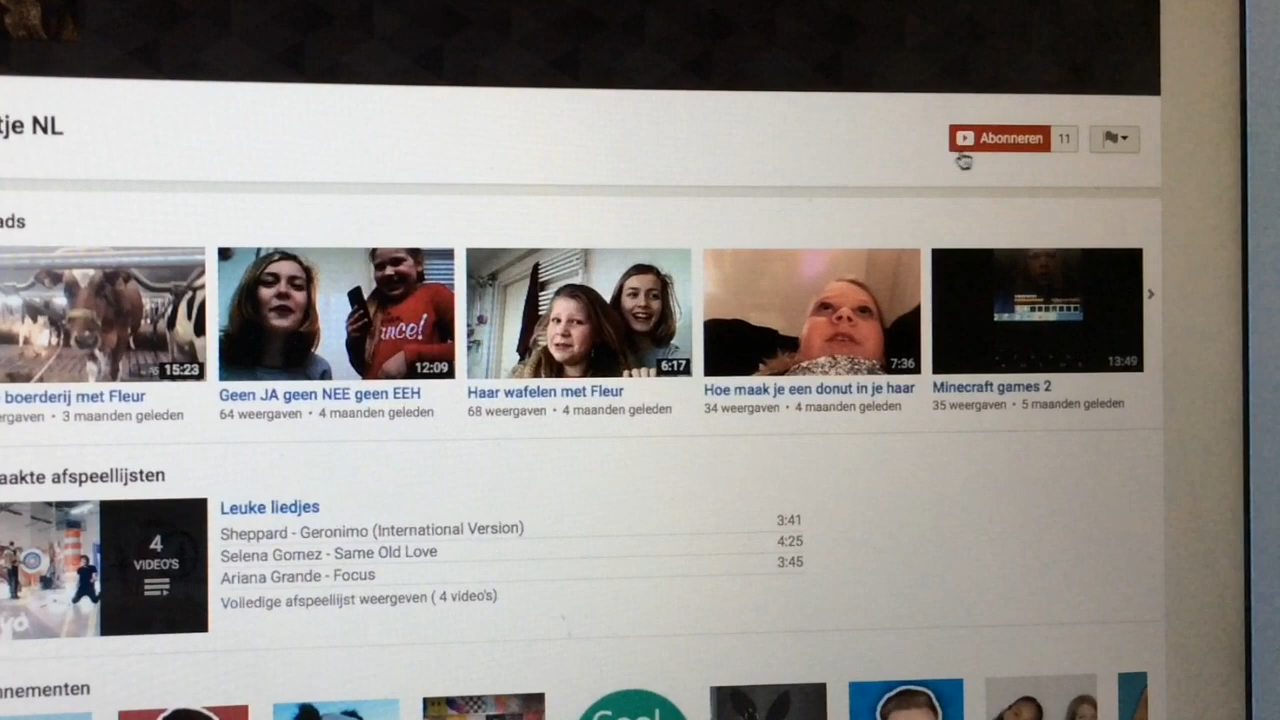 tje NL
Abonneren 11
ads
15:23
ance!
12:09
6:17
7:36
13:49
boerderij met Fleur
Geen JA geen NEE geen EEH
Haar wafelen met Fleur
Hoe maak je een donut in je haar
Minecraft games 2
ergaven • 3 maanden geleden
64 weergaven • 4 maanden geleden
68 weergaven • 4 maanden geleden
34 weergaven • 4 maanden geleden
35 weergaven • 5 maanden geleden
aakte afspeellijsten
4
VIDEO'S
Leuke liedjes
Sheppard - Geronimo (International Version) 3:41
Selena Gomez - Same Old Love 4:25
Ariana Grande - Focus 3:45
Volledige afspeellijst weergeven ( 4 video's)
nnementen